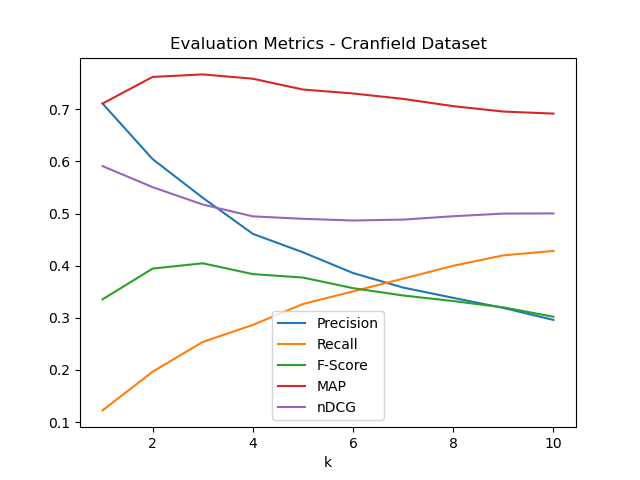 Evaluation Metrics - Cranfield Dataset
0.7
0.6
0.5
0.4
0.3
0.2
0.1
Precision
Recall
F-Score
MAP
nDCG
2 4 6 8 10
k